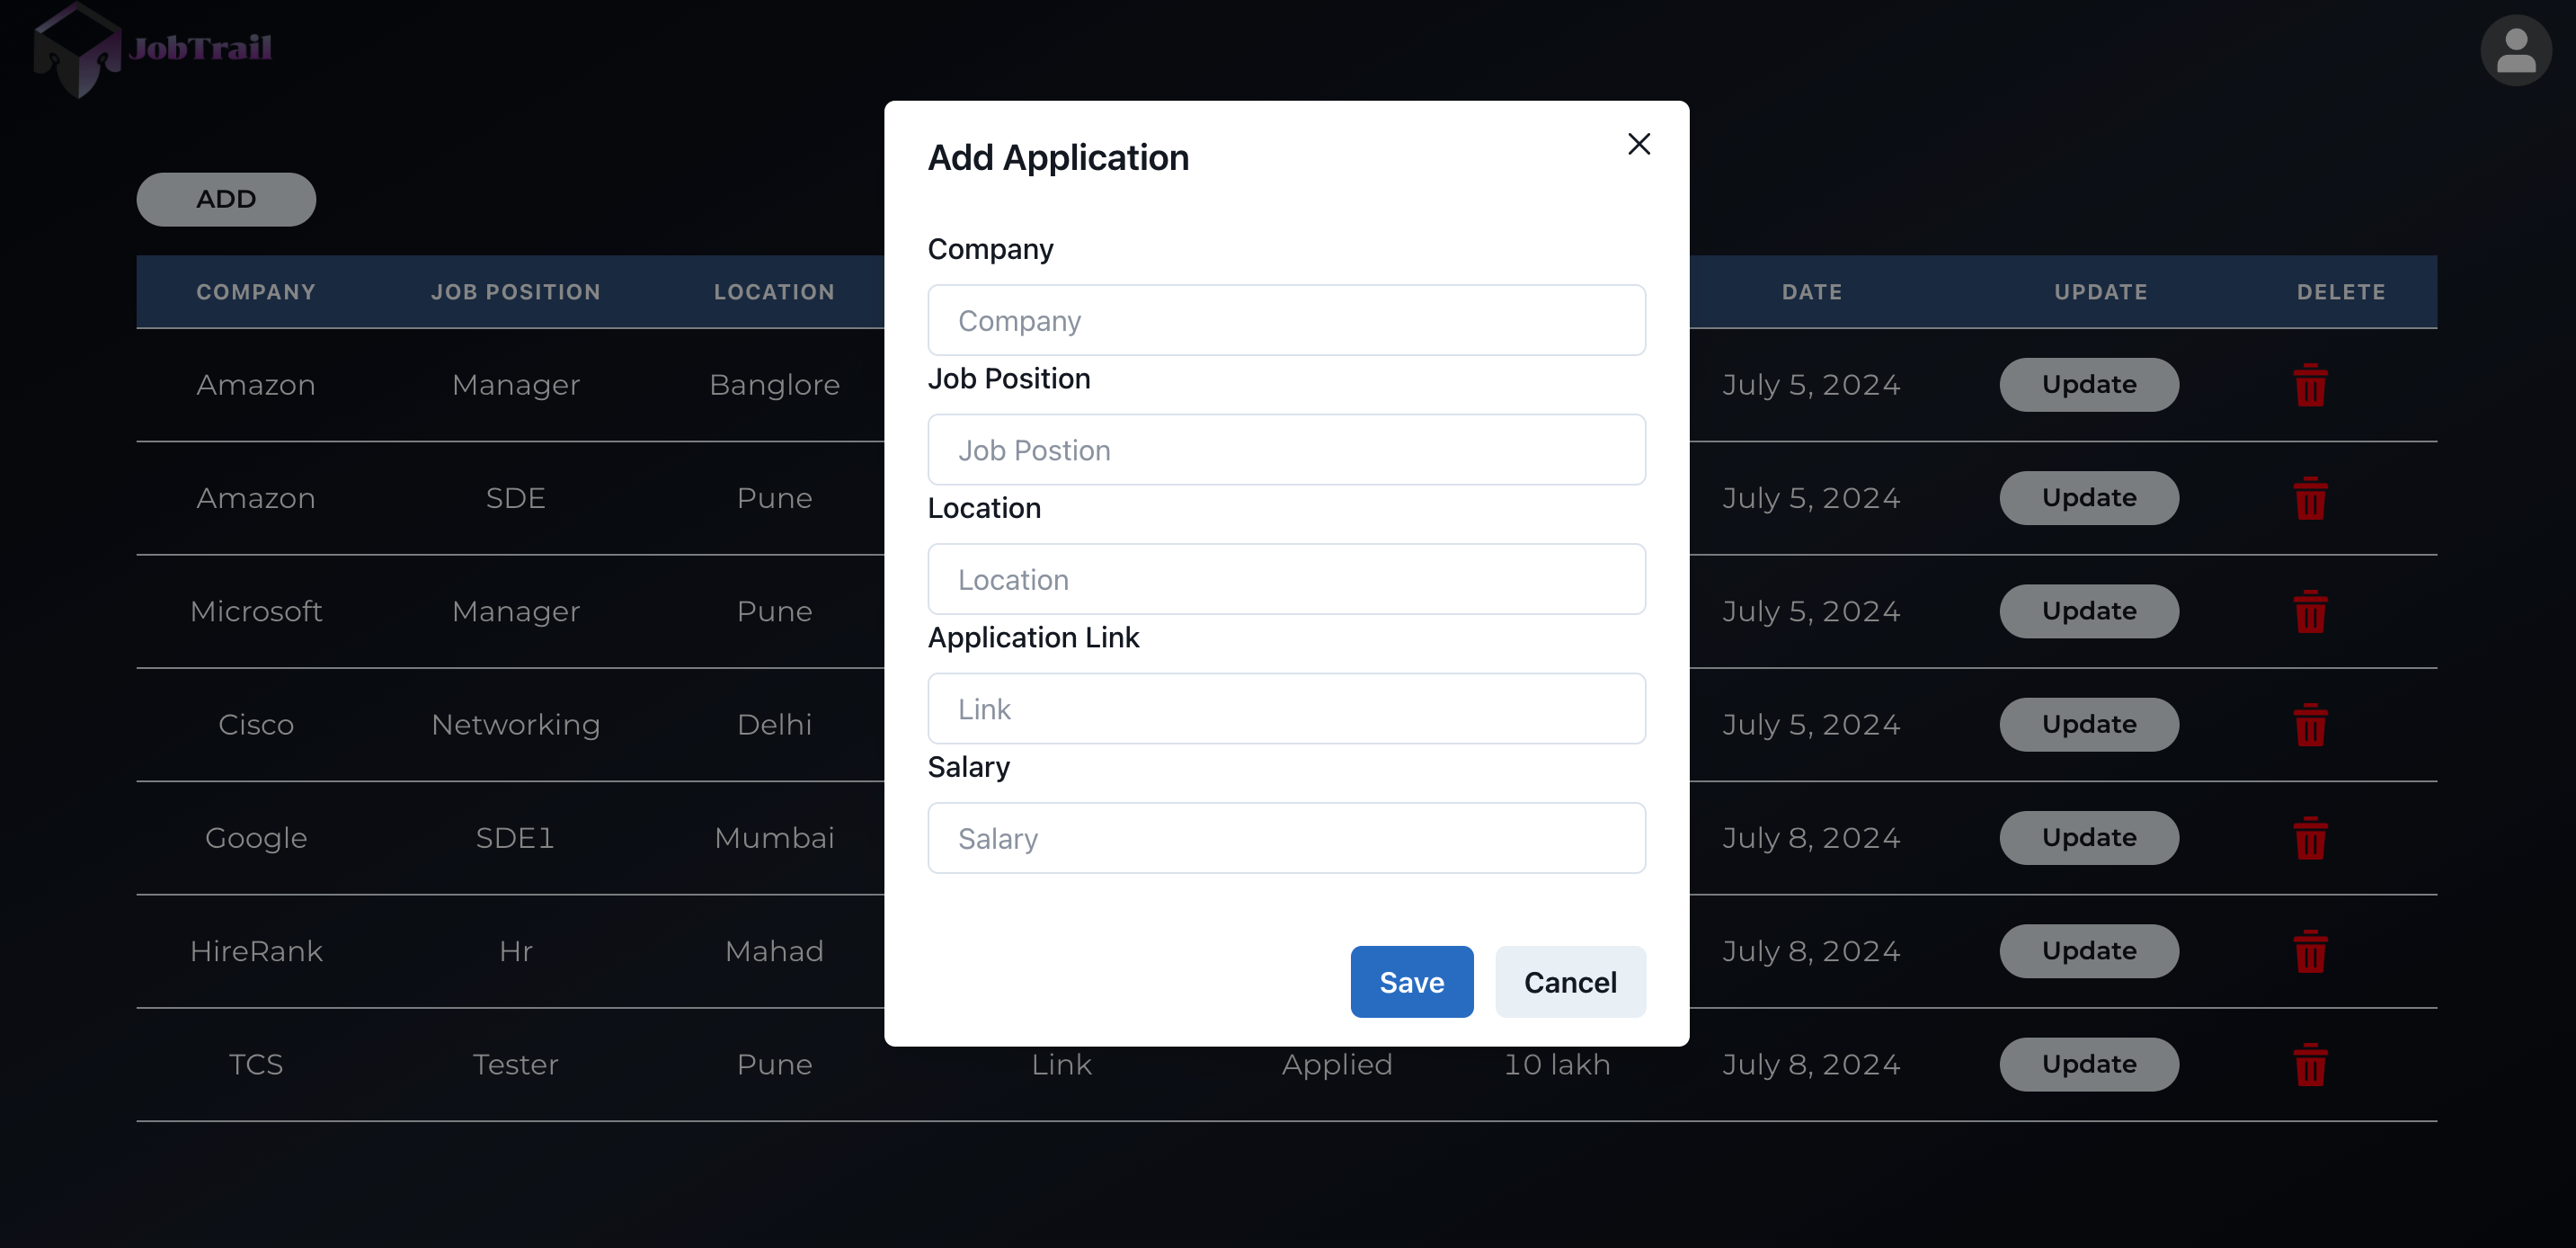 JobTrail
ADD
Add Application
Company
Company
Job Position
Job Postion
Location
Location
Application Link
Link
Salary
Salary
Save Cancel
COMPANY JOB POSITION LOCATION DATE UPDATE DELETE
Amazon Manager Banglore July 5, 2024 Update
Amazon SDE Pune July 5, 2024 Update
Microsoft Manager Pune July 5, 2024 Update
Cisco Networking Delhi July 5, 2024 Update
Google SDE1 Mumbai July 8, 2024 Update
HireRank Hr Mahad July 8, 2024 Update
TCS Tester Pune Link Applied 10 lakh July 8, 2024 Update